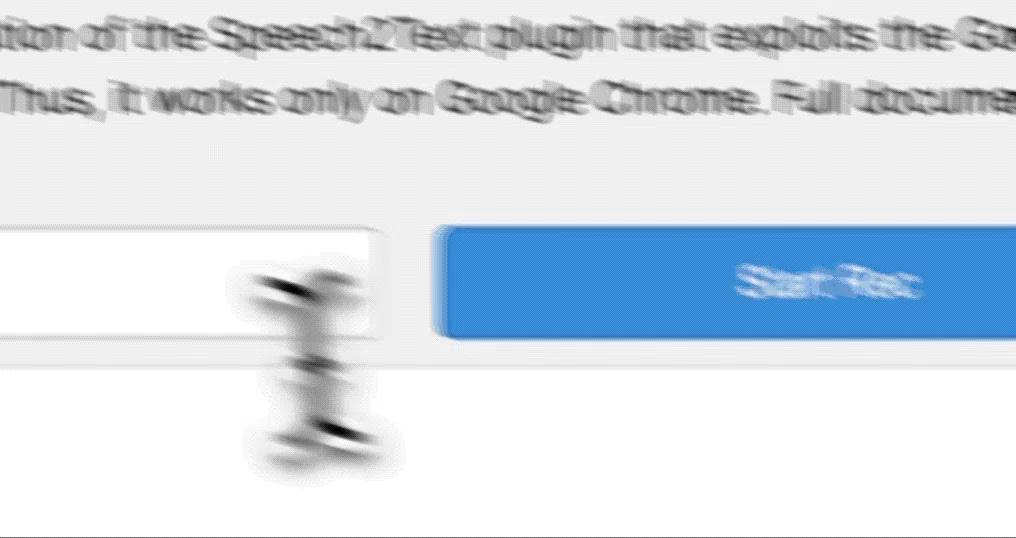 of the Speech2Text plugin that exploits the
Thus, it works only on Google Chrome. Full
Start Rec